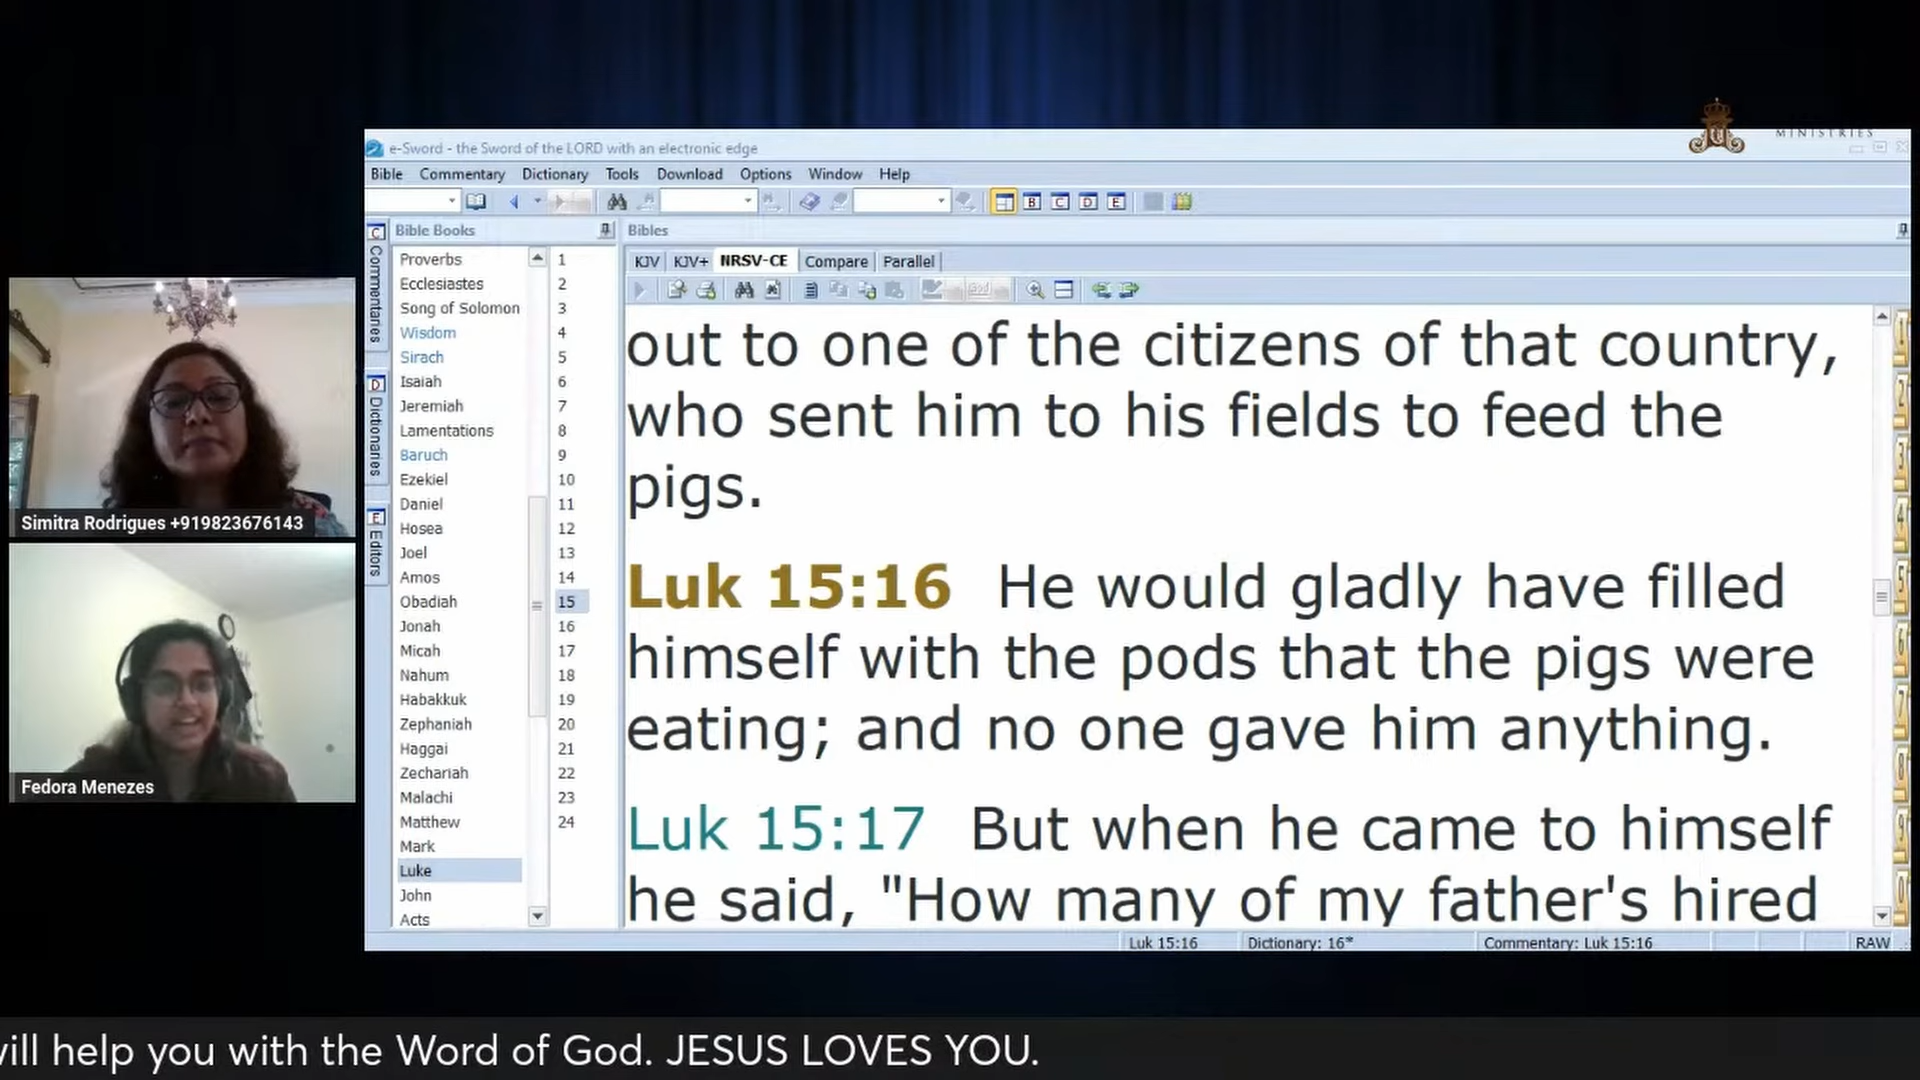 MINISTRIES
e-Sword - the Sword of the LORD with an electronic edge
Bible Commentary Dictionary Tools Download Options Window Help
B C D E
C Commentaries
D Dictionaries
E Editors
Bible Books
Proverbs
Ecclesiastes
Song of Solomon
Wisdom
Sirach
Isaiah
Jeremiah
Lamentations
Baruch
Ezekiel
Daniel
Hosea
Joel
Amos
Obadiah
Jonah
Micah
Nahum
Habakkuk
Zephaniah
Haggai
Zechariah
Malachi
Matthew
Mark
Luke
John
Acts
1
2
3
4
5
6
7
8
9
10
11
12
13
14
15
16
17
18
19
20
21
22
23
24
Bibles
KJV KJV+ NRSV-CE Compare Parallel
out to one of the citizens of that country,
who sent him to his fields to feed the
pigs.
Luk 15:16 He would gladly have filled
himself with the pods that the pigs were
eating; and no one gave him anything.
Luk 15:17 But when he came to himself
he said, "How many of my father's hired
Luk 15:16 Dictionary: 16* Commentary: Luk 15:16 RAW
Simitra Rodrigues +919823676143
Fedora Menezes
will help you with the Word of God. JESUS LOVES YOU.